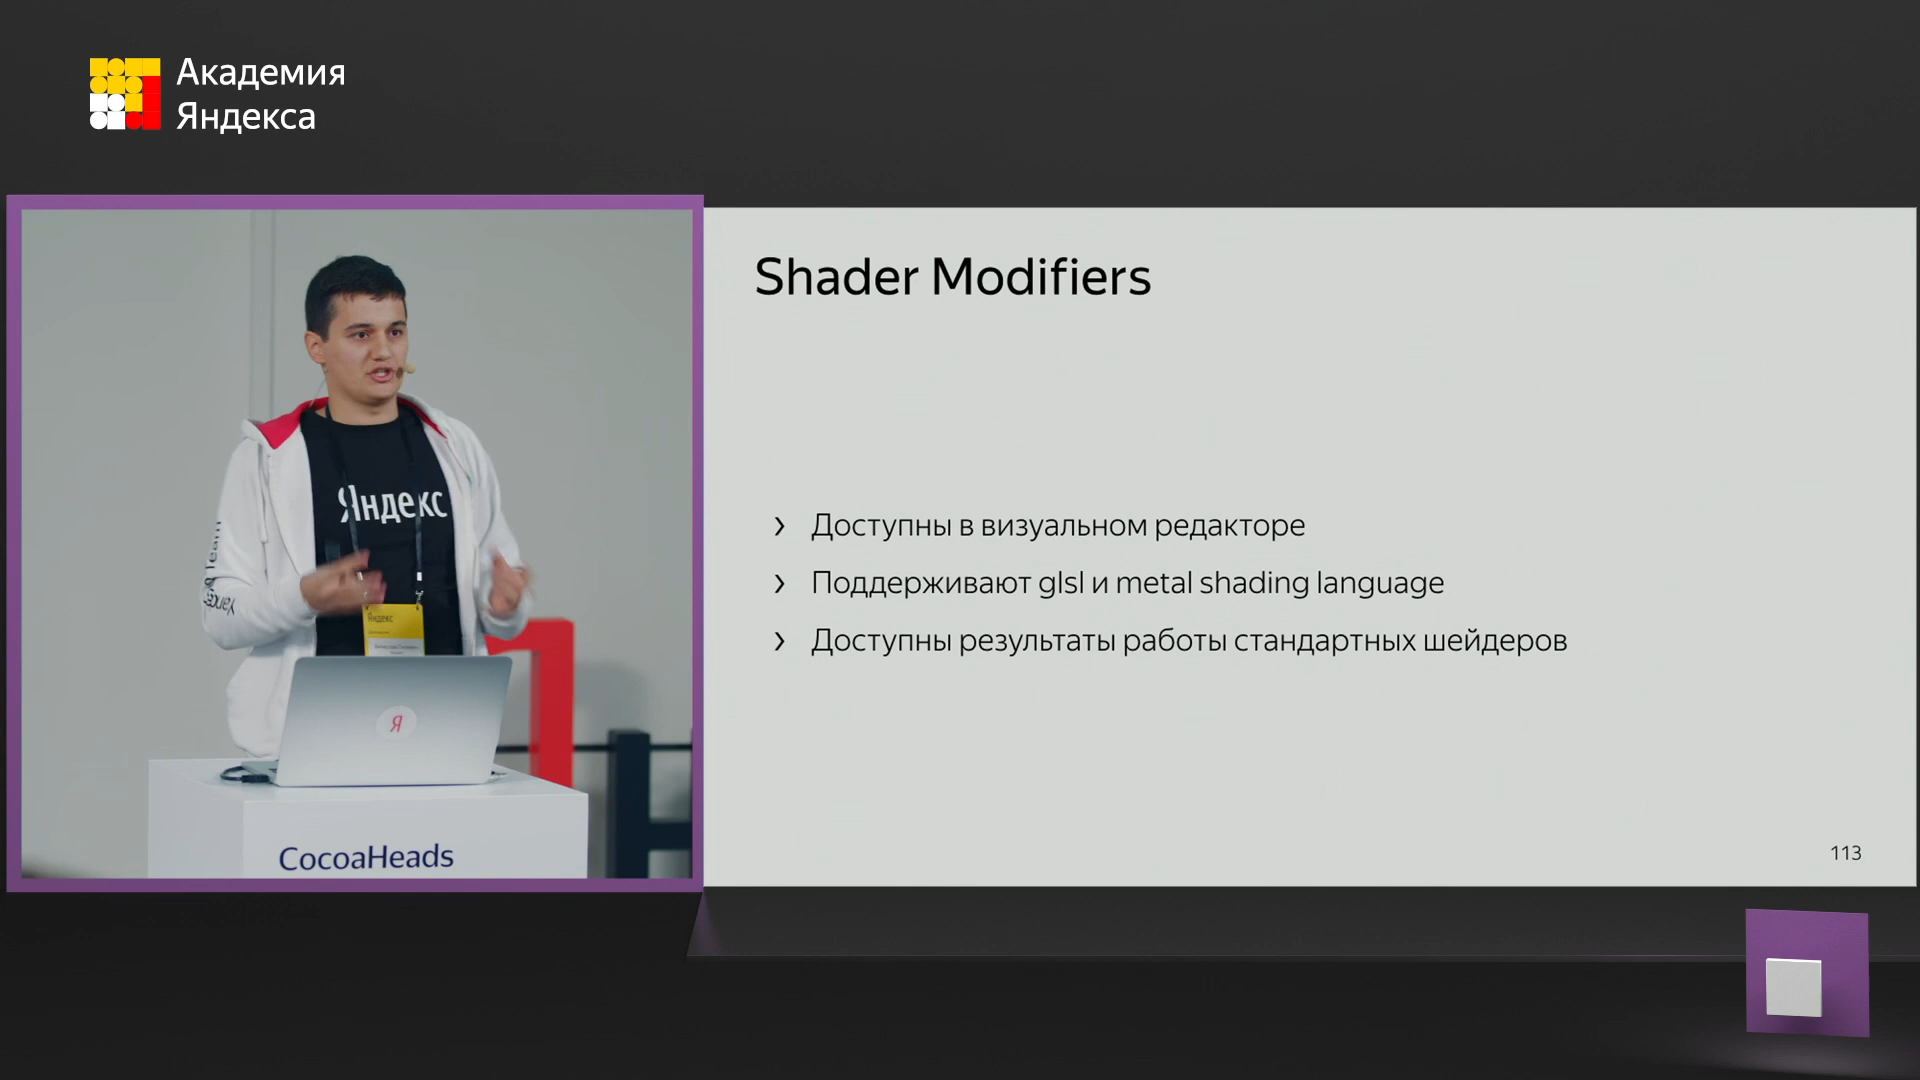 Академия
Яндекса
Shader Modifiers
› Доступны в визуальном редакторе
› Поддерживают glsl и metal shading language
› Доступны результаты работы стандартных шейдеров
113
Яндекс
Яндекс
Я
CocoaHeads